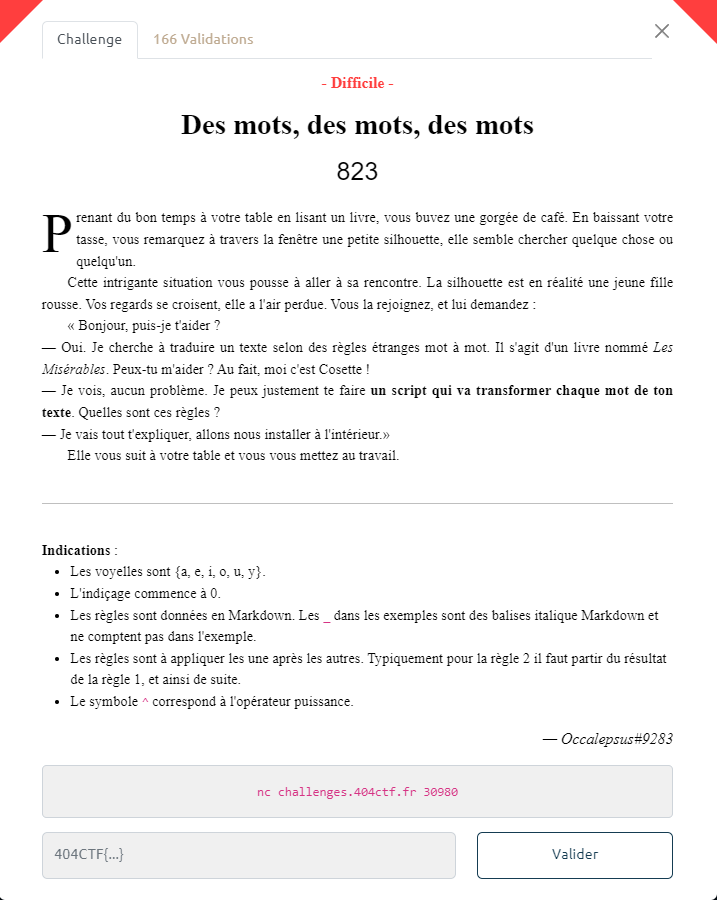 Challenge
166 Validations
- Difficile -
Des mots, des mots, des mots
823
Prenant du bon temps à votre table en lisant un livre, vous buvez une gorgée de café. En baissant votre
tasse, vous remarquez à travers la fenêtre une petite silhouette, elle semble chercher quelque chose ou
quelqu'un.
Cette intrigante situation vous pousse à aller à sa rencontre. La silhouette est en réalité une jeune fille
rousse. Vos regards se croisent, elle a l'air perdue. Vous la rejoignez, et lui demandez :
« Bonjour, puis-je t'aider ?
— Oui. Je cherche à traduire un texte selon des règles étranges mot à mot. Il s'agit d'un livre nommé Les
Misérables. Peux-tu m'aider ? Au fait, moi c'est Cosette !
— Je vois, aucun problème. Je peux justement te faire un script qui va transformer chaque mot de ton
texte. Quelles sont ces règles ?
— Je vais tout t'expliquer, allons nous installer à l'intérieur.»
Elle vous suit à votre table et vous vous mettez au travail.
Indications :
• Les voyelles sont {a, e, i, o, u, y}.
• L'indiçage commence à 0.
• Les règles sont données en Markdown. Les _ dans les exemples sont des balises italique Markdown et
ne comptent pas dans l'exemple.
• Les règles sont à appliquer les une après les autres. Typiquement pour la règle 2 il faut partir du résultat
de la règle 1, et ainsi de suite.
• Le symbole ^ correspond à l'opérateur puissance.
— Occalepsus#9283
nc challenges.404ctf.fr 30980
404CTF{...}
Valider